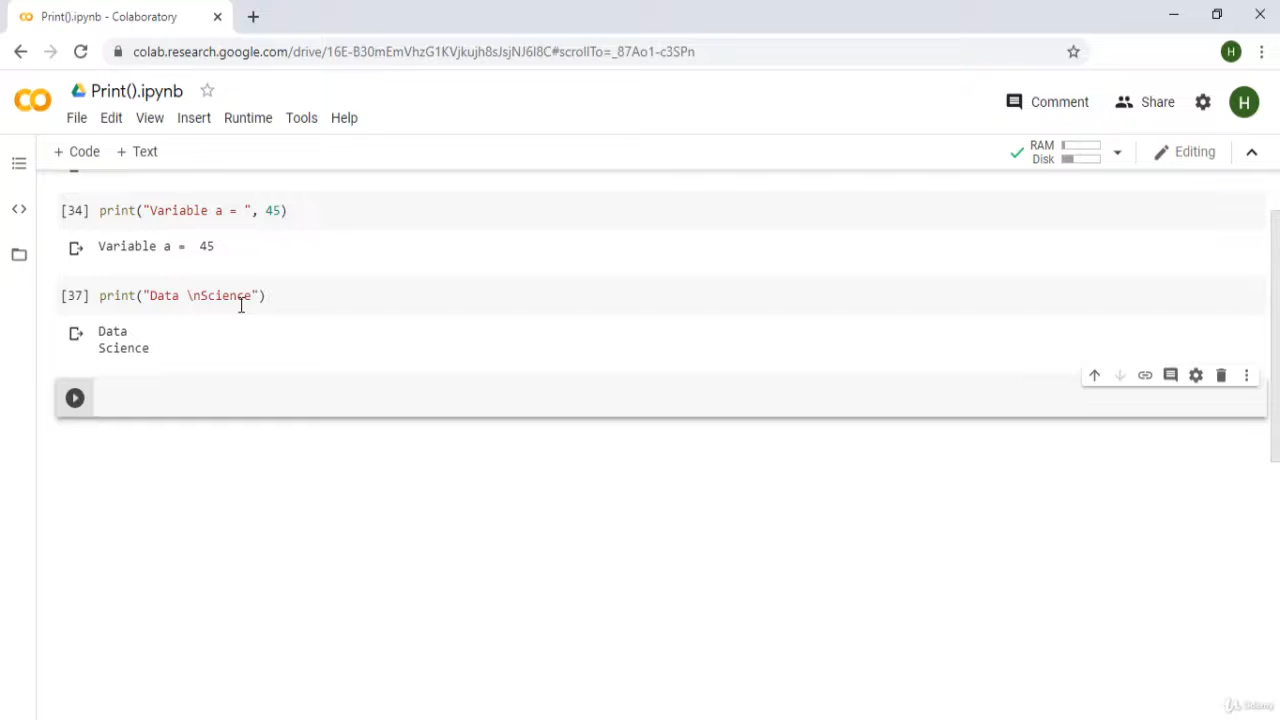 Print().ipynb - Colaboratory
colab.research.google.com/drive/16E-B30mEmVhzG1KVjkujh8sJsjNJ6I8C#scrollTo=_87Ao1-c3SPn
H
CO Print().ipynb
Comment Share H
File Edit View Insert Runtime Tools Help
+ Code + Text
RAM
Disk
Editing
[34] print("Variable a = ", 45)
Variable a =  45
[37] print("Data \nScience")
Data
Science
Udemy